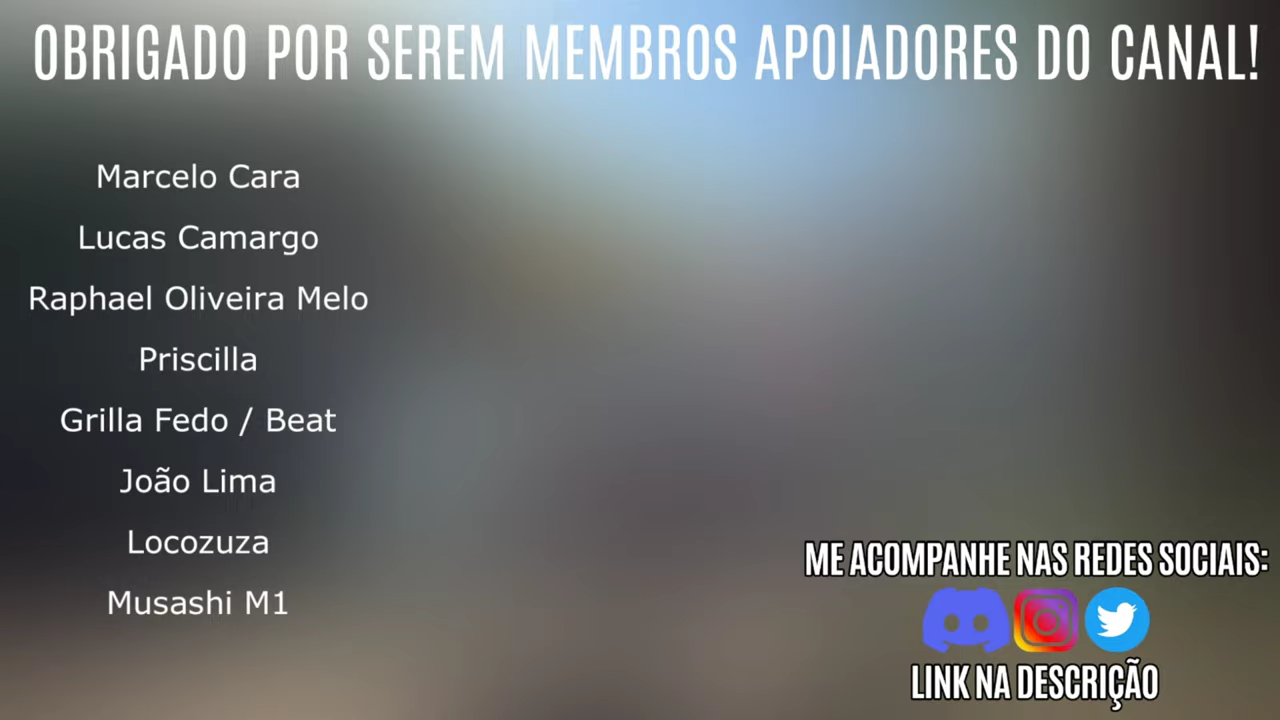 OBRIGADO POR SEREM MEMBROS APOIADORES DO CANAL!
Marcelo Cara
Lucas Camargo
Raphael Oliveira Melo
Priscilla
Grilla Fedo / Beat
João Lima
Locozuza
Musashi M1
ME ACOMPANHE NAS REDES SOCIAIS:
LINK NA DESCRIÇÃO